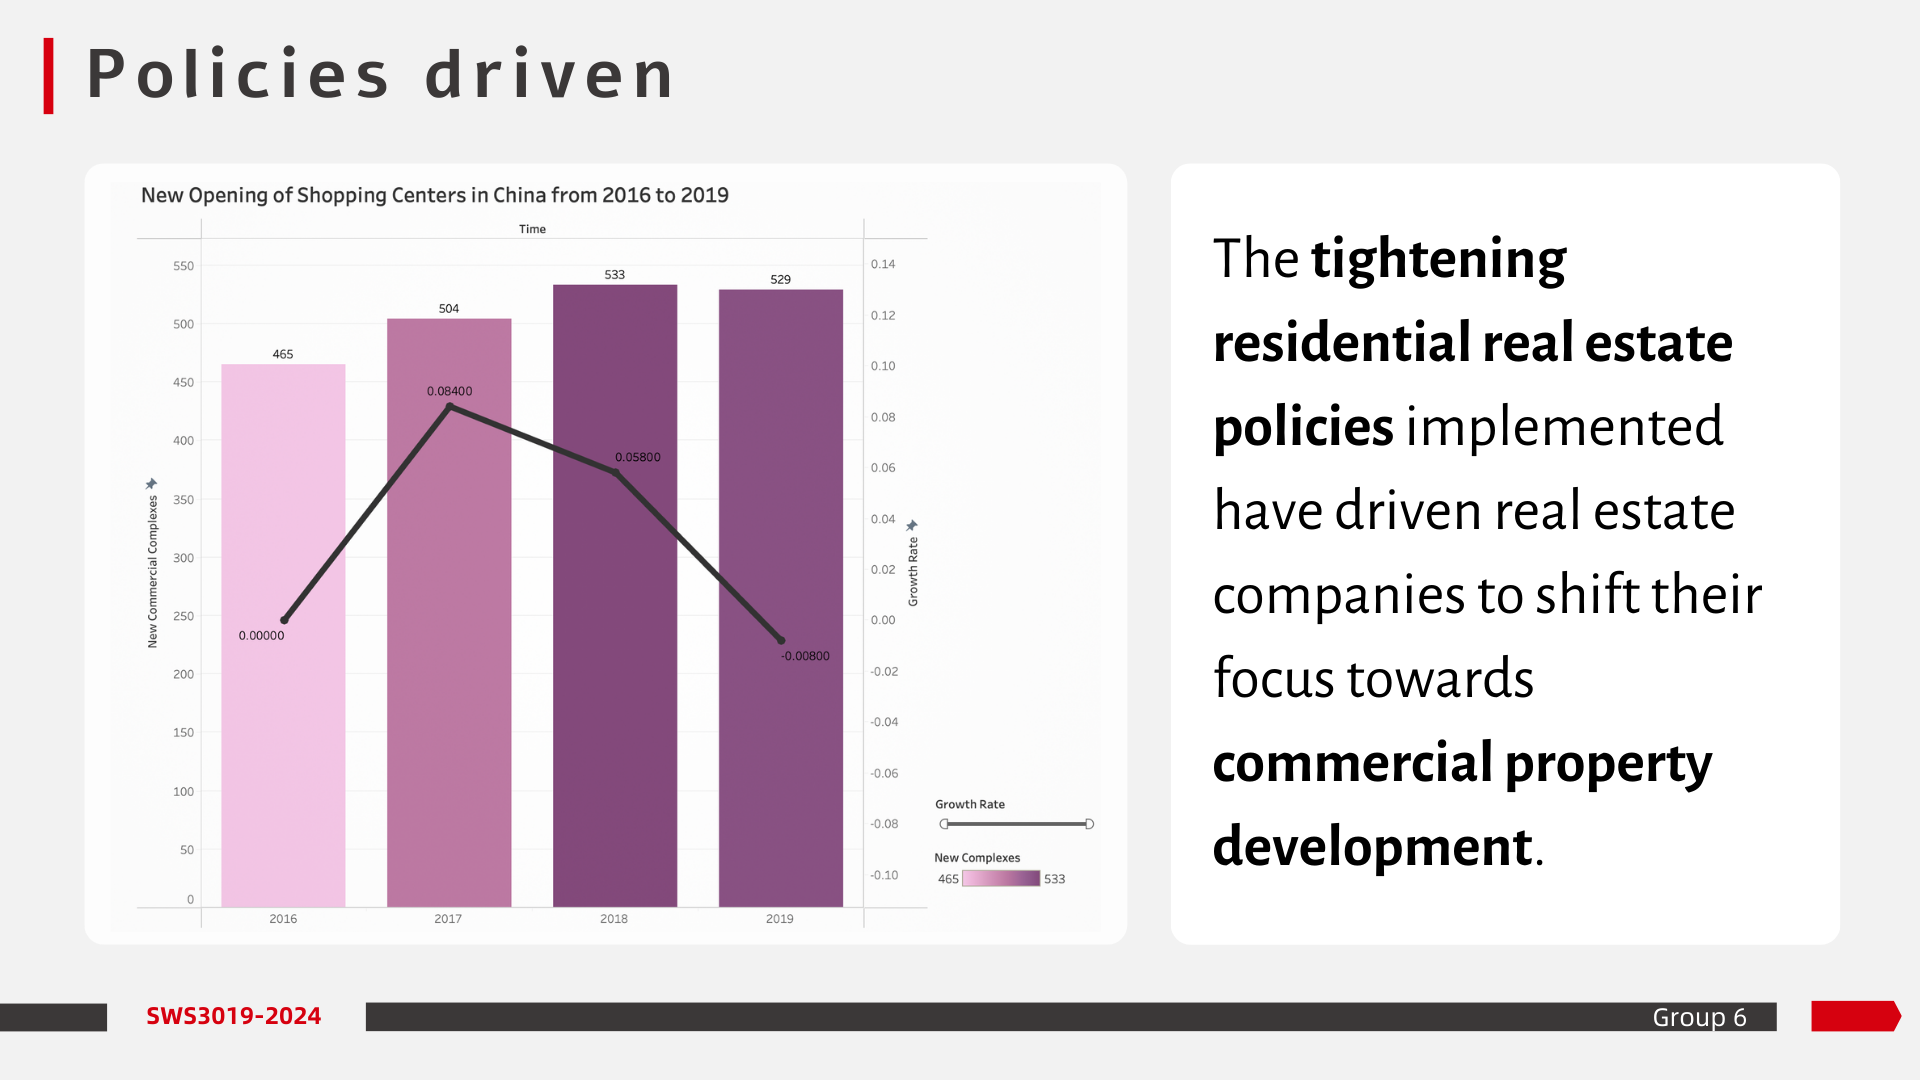 Policies driven
New Opening of Shopping Centers in China from 2016 to 2019
Time
550
500
450
400
350
300
250
200
150
100
50
0
New Commercial Complexes
465
504
533
529
0.00000
0.08400
0.05800
-0.00800
2016
2017
2018
2019
0.14
0.12
0.10
0.08
0.06
0.04
0.02
0.00
-0.02
-0.04
-0.06
-0.08
-0.10
Growth Rate
Growth Rate
New Complexes
465 533
The tightening
residential real estate
policies implemented
have driven real estate
companies to shift their
focus towards
commercial property
development.
SWS3019-2024
Group 6